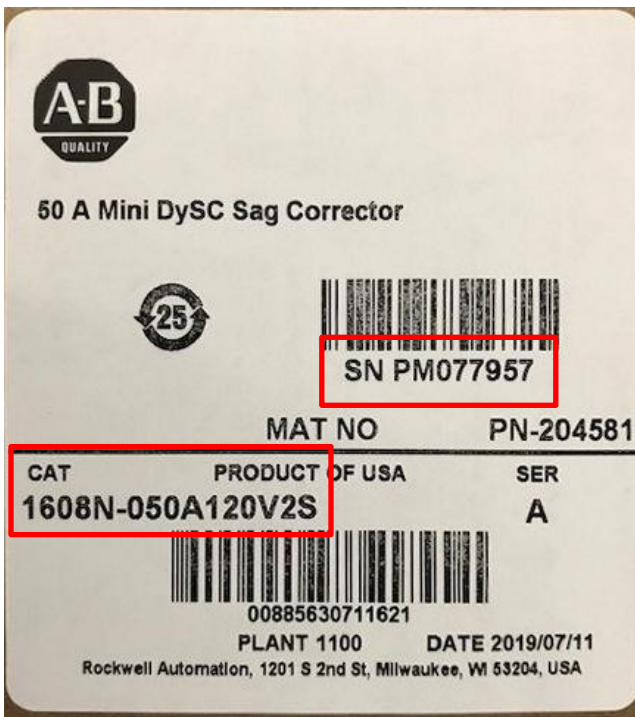 A-B
QUALITY
50 A Mini DySC Sag Corrector
25
SN PM077957
MAT NO PN-204581
CAT PRODUCT OF USA SER
1608N-050A120V2S A
00885630711621
PLANT 1100 DATE 2019/07/11
Rockwell Automation, 1201 S 2nd St, Milwaukee, WI 53204, USA